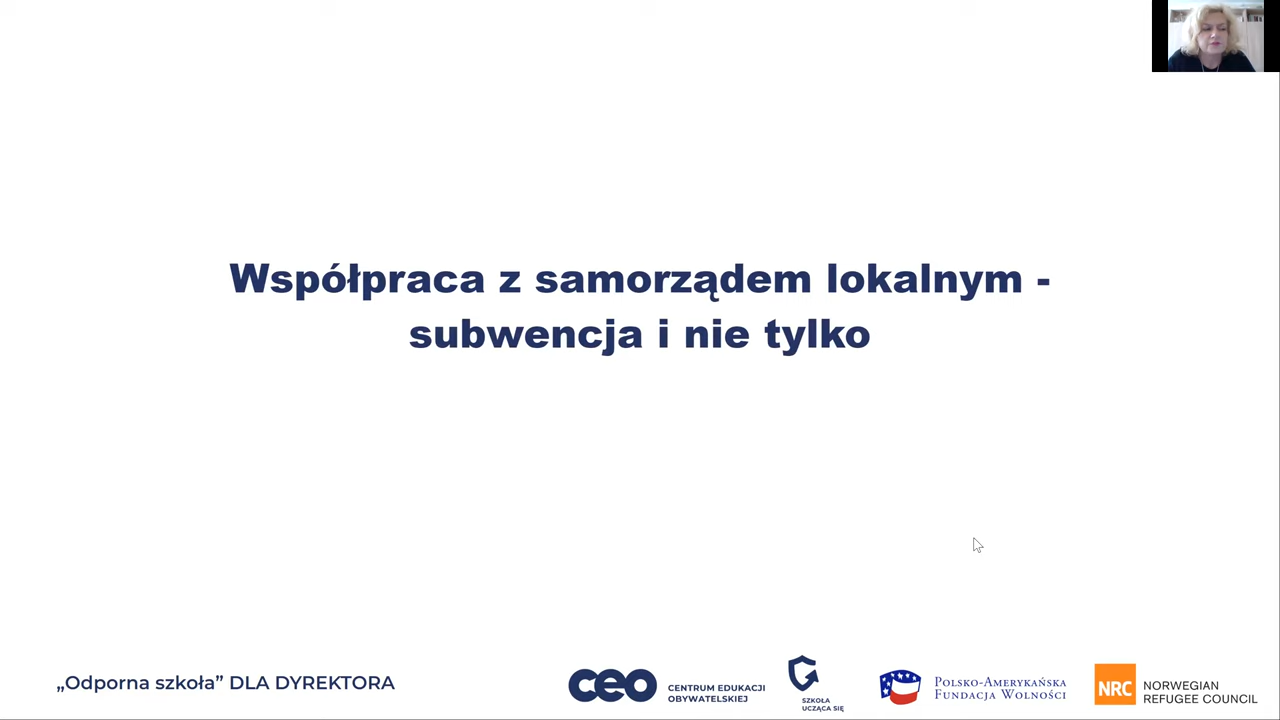 Współpraca z samorządem lokalnym -
subwencja i nie tylko
„Odporna szkoła” DLA DYREKTORA
ceo
CENTRUM EDUKACJI
OBYWATELSKIEJ
SZKOŁA
UCZĄCA SIĘ
POLSKO-AMERYKAŃSKA
FUNDACJA WOLNOŚCI
NRC
NORWEGIAN
REFUGEE COUNCIL